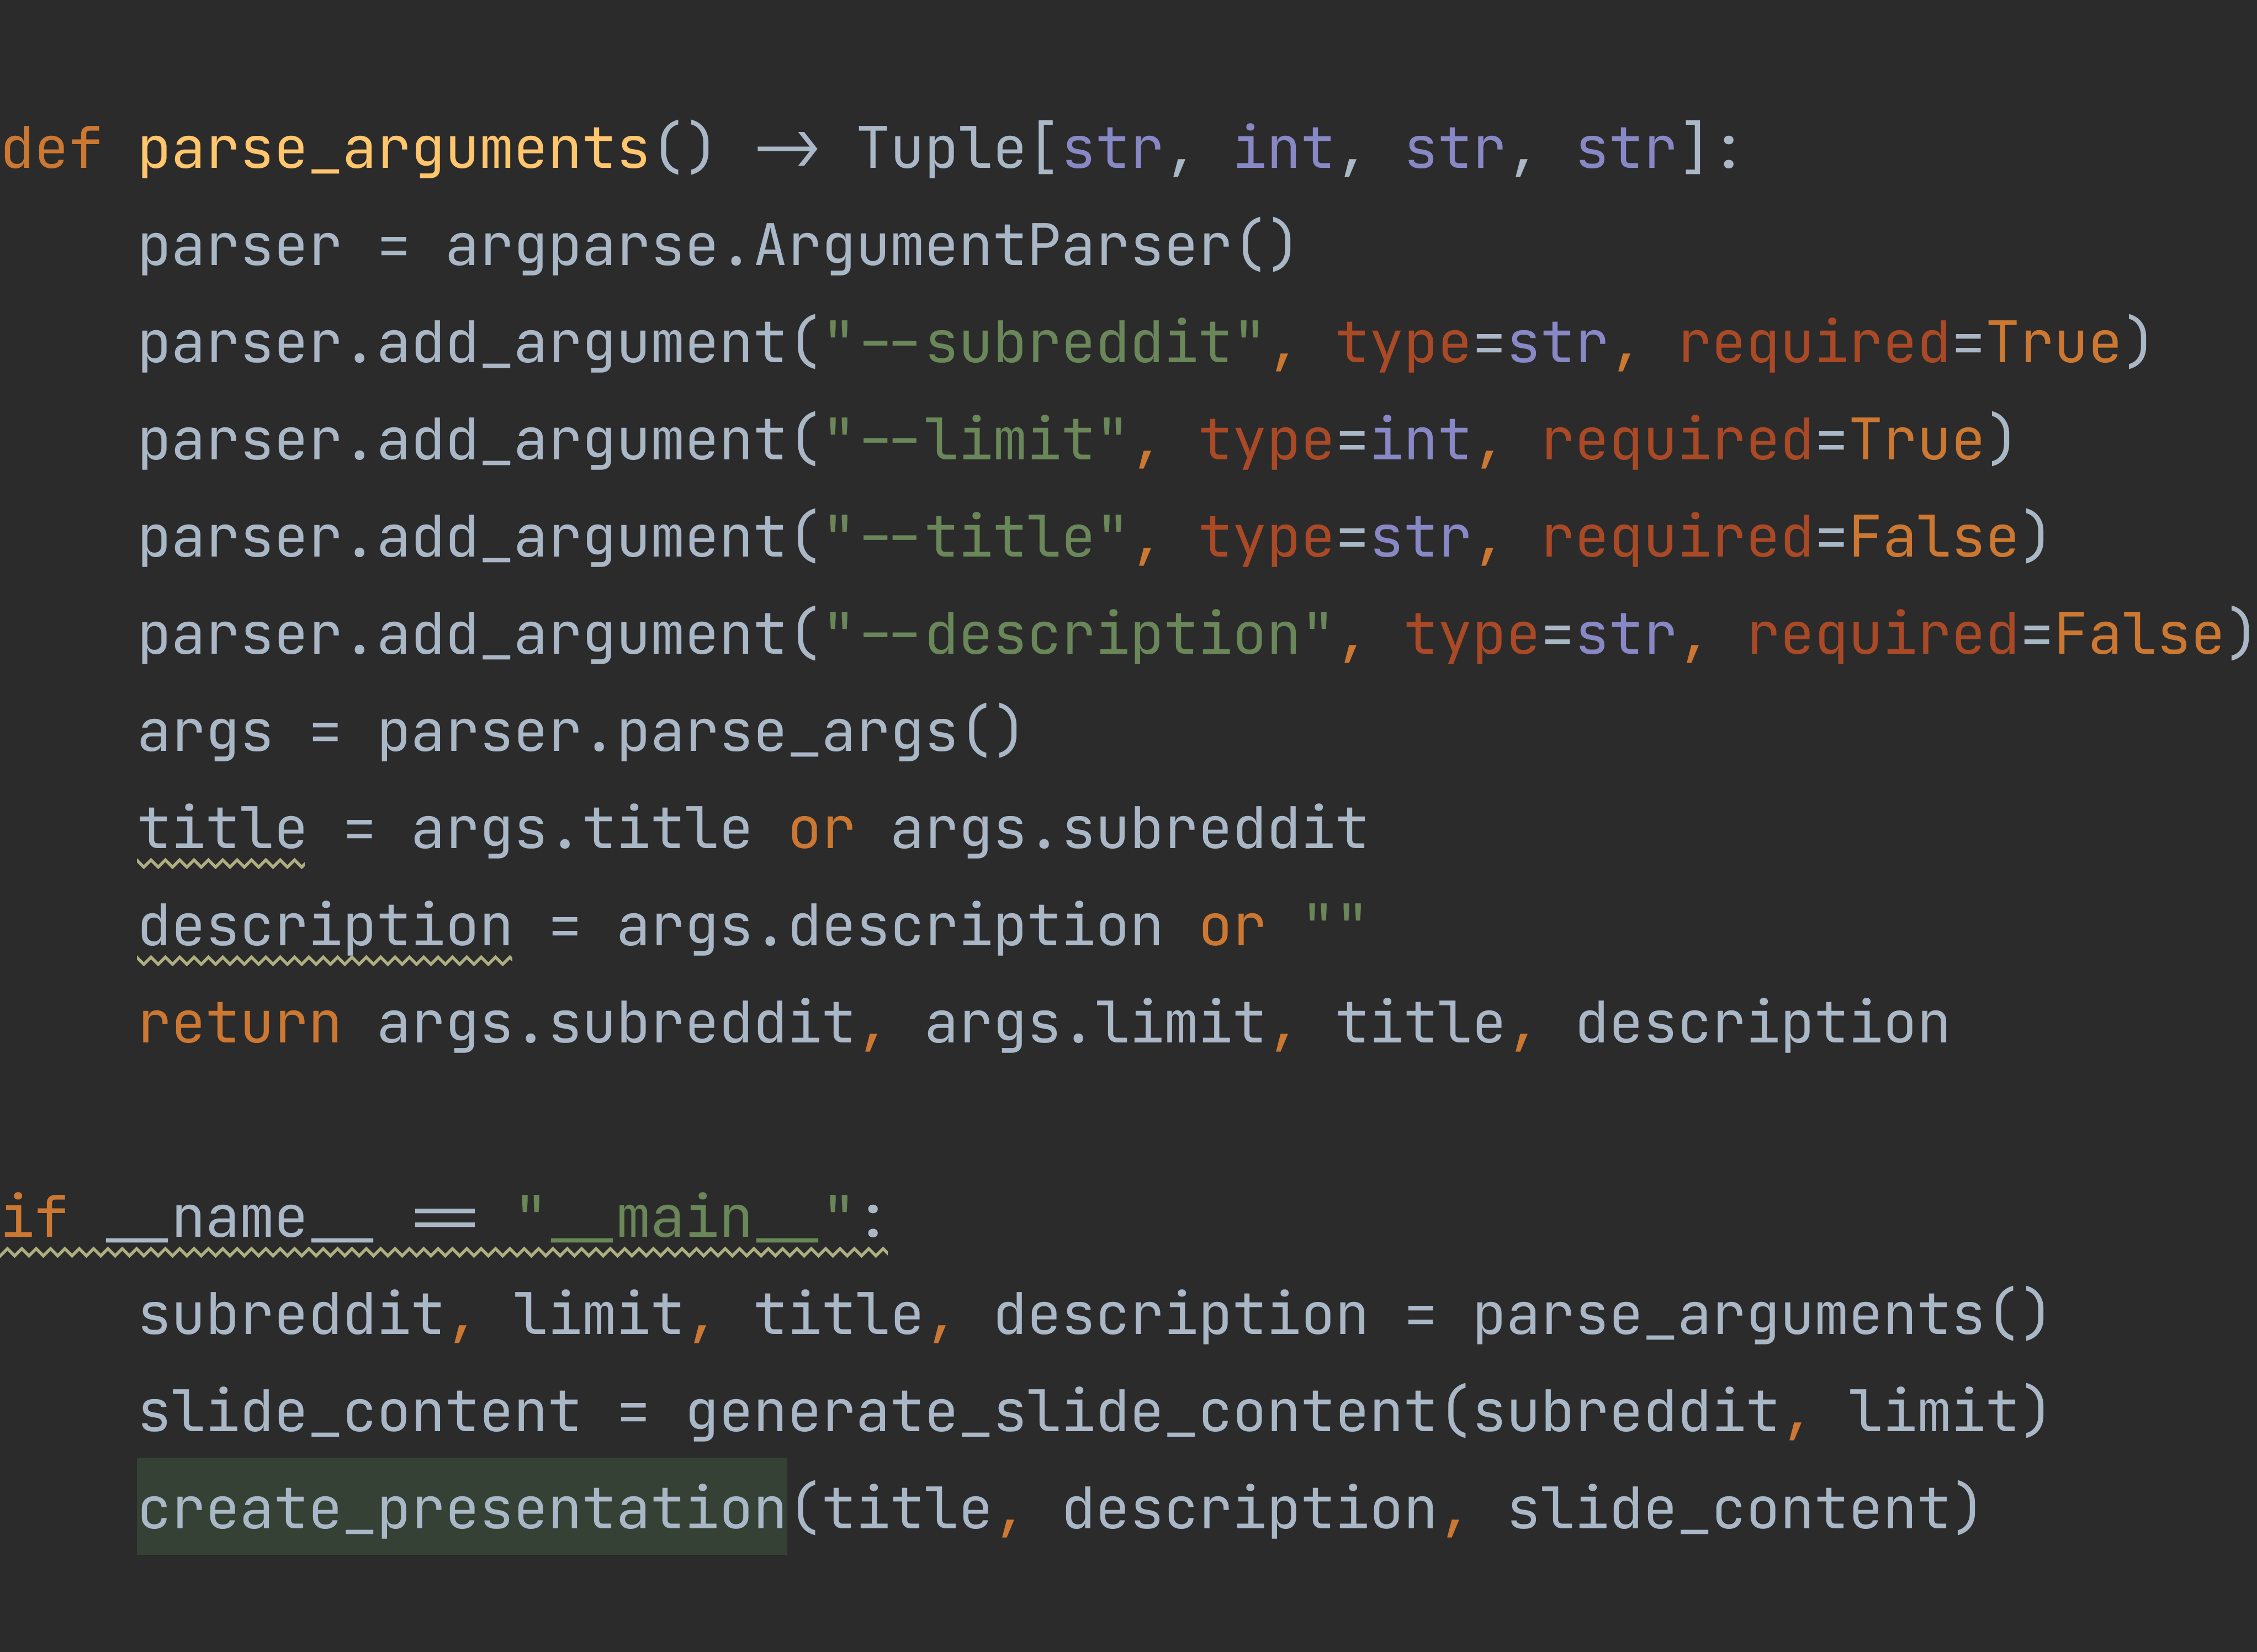 def parse_arguments() -> Tuple[str, int, str, str]:
    parser = argparse.ArgumentParser()
    parser.add_argument("--subreddit", type=str, required=True)
    parser.add_argument("--limit", type=int, required=True)
    parser.add_argument("--title", type=str, required=False)
    parser.add_argument("--description", type=str, required=False)
    args = parser.parse_args()
    title = args.title or args.subreddit
    description = args.description or ""
    return args.subreddit, args.limit, title, description
if __name__ == "__main__":
    subreddit, limit, title, description = parse_arguments()
    slide_content = generate_slide_content(subreddit, limit)
    create_presentation(title, description, slide_content)